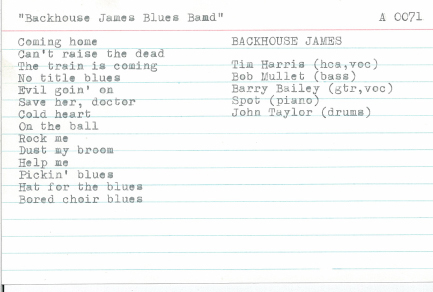 "Backhouse James Blues Band" A 0071
Coming home BACKHOUSE JAMES
Can't raise the dead
The train is coming Tim Harris (hca,voc)
No title blues Bob Mullet (bass)
Evil goin' on Barry Bailey (gtr,voc)
Save her, doctor Spot (piano)
Cold heart John Taylor (drums)
On the ball
Rock me
Dust my broom
Help me
Pickin' blues
Hat for the blues
Bored choir blues